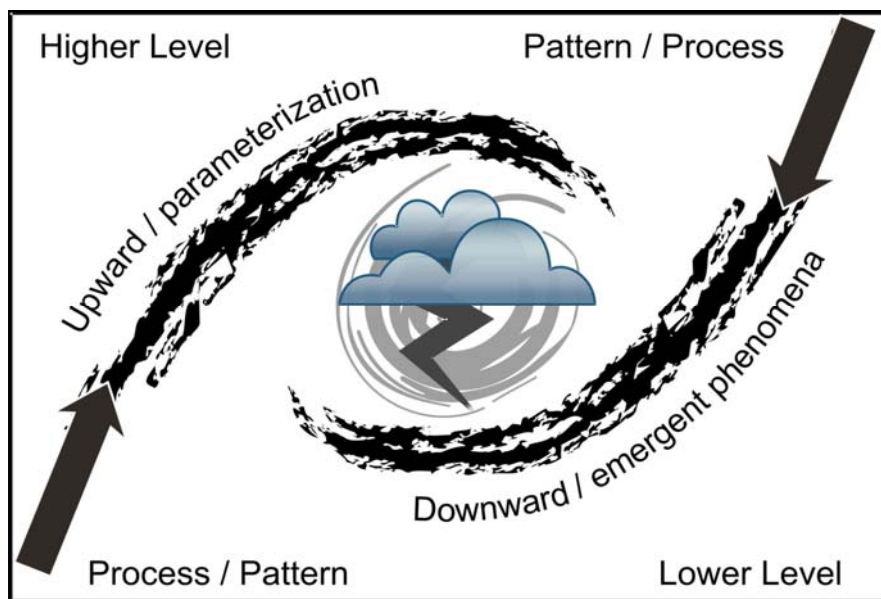 Higher Level
Pattern / Process
Upward / parameterization
Downward / emergent phenomena
Process / Pattern
Lower Level